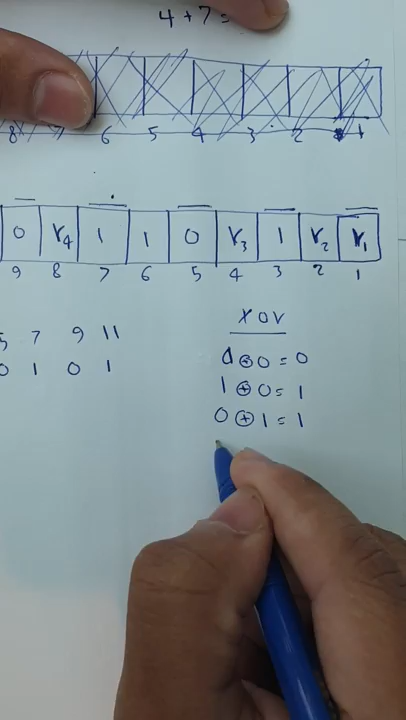 4 + 7 =
8 7 6 5 4 3 2 1
0 r4 1 1 0 r3 1 r2 r1
9 8 7 6 5 4 3 2 1
5 7 9 11
0 1 0 1
X O V
0 ⊕ 0 = 0
1 ⊕ 0 = 1
0 ⊕ 1 = 1